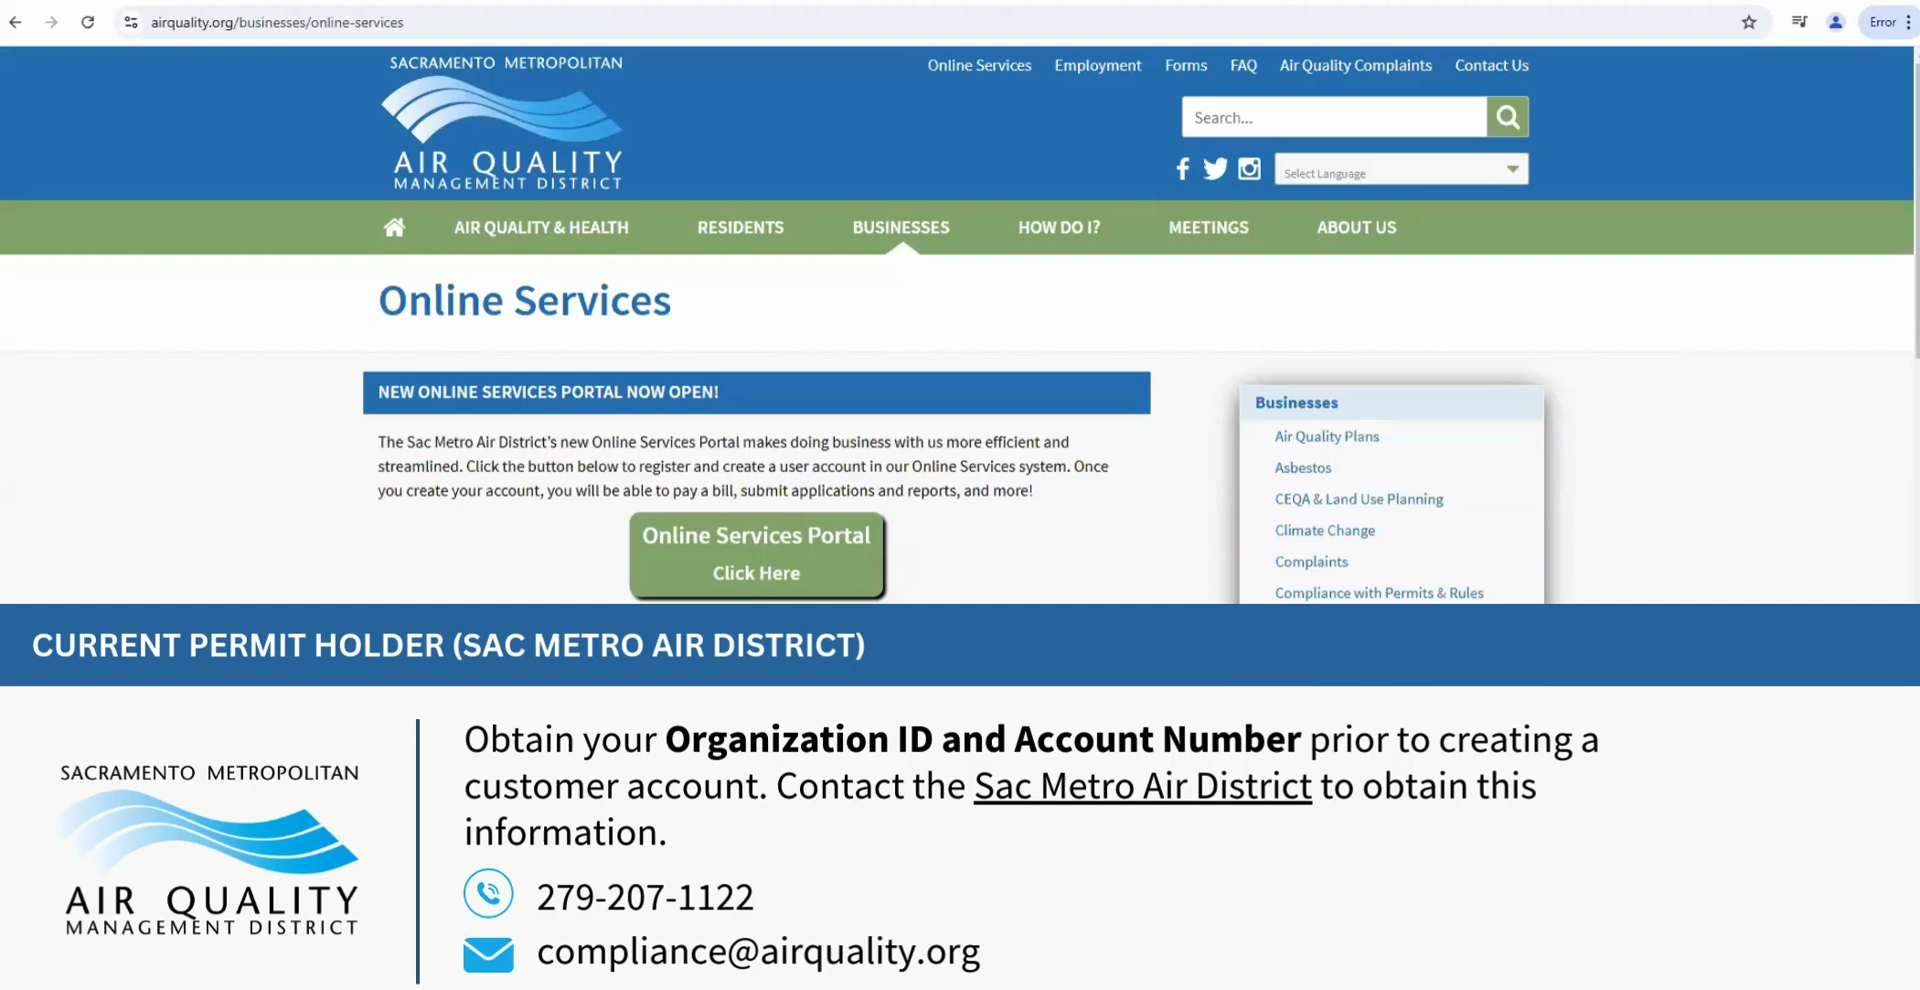 airquality.org/businesses/online-services
Error
SACRAMENTO METROPOLITAN
AIR QUALITY
MANAGEMENT DISTRICT
Online Services Employment Forms FAQ Air Quality Complaints Contact Us
Search...
Select Language
AIR QUALITY & HEALTH RESIDENTS BUSINESSES HOW DO I? MEETINGS ABOUT US
Online Services
NEW ONLINE SERVICES PORTAL NOW OPEN!
The Sac Metro Air District's new Online Services Portal makes doing business with us more efficient and
streamlined. Click the button below to register and create a user account in our Online Services system. Once
you create your account, you will be able to pay a bill, submit applications and reports, and more!
Online Services Portal
Click Here
Businesses
Air Quality Plans
Asbestos
CEQA & Land Use Planning
Climate Change
Complaints
Compliance with Permits & Rules
CURRENT PERMIT HOLDER (SAC METRO AIR DISTRICT)
SACRAMENTO METROPOLITAN
AIR QUALITY
MANAGEMENT DISTRICT
Obtain your Organization ID and Account Number prior to creating a
customer account. Contact the Sac Metro Air District to obtain this
information.
279-207-1122
compliance@airquality.org